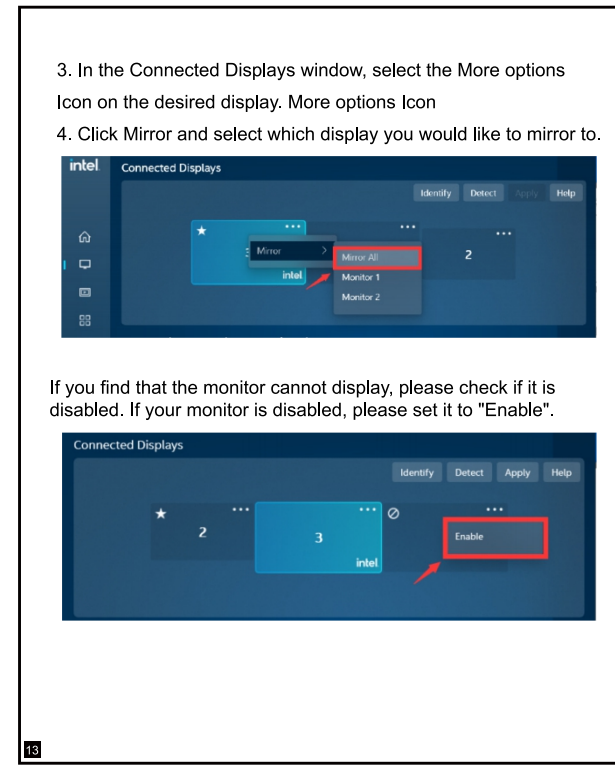 3. In the Connected Displays window, select the More options
Icon on the desired display. More options Icon
4. Click Mirror and select which display you would like to mirror to.
intel
Connected Displays
Identify Detect Apply Help
Mirror >
Mirror All
2
intel
Monitor 1
Monitor 2
If you find that the monitor cannot display, please check if it is
disabled. If your monitor is disabled, please set it to "Enable".
Connected Displays
Identify Detect Apply Help
2
3
Enable
intel
13